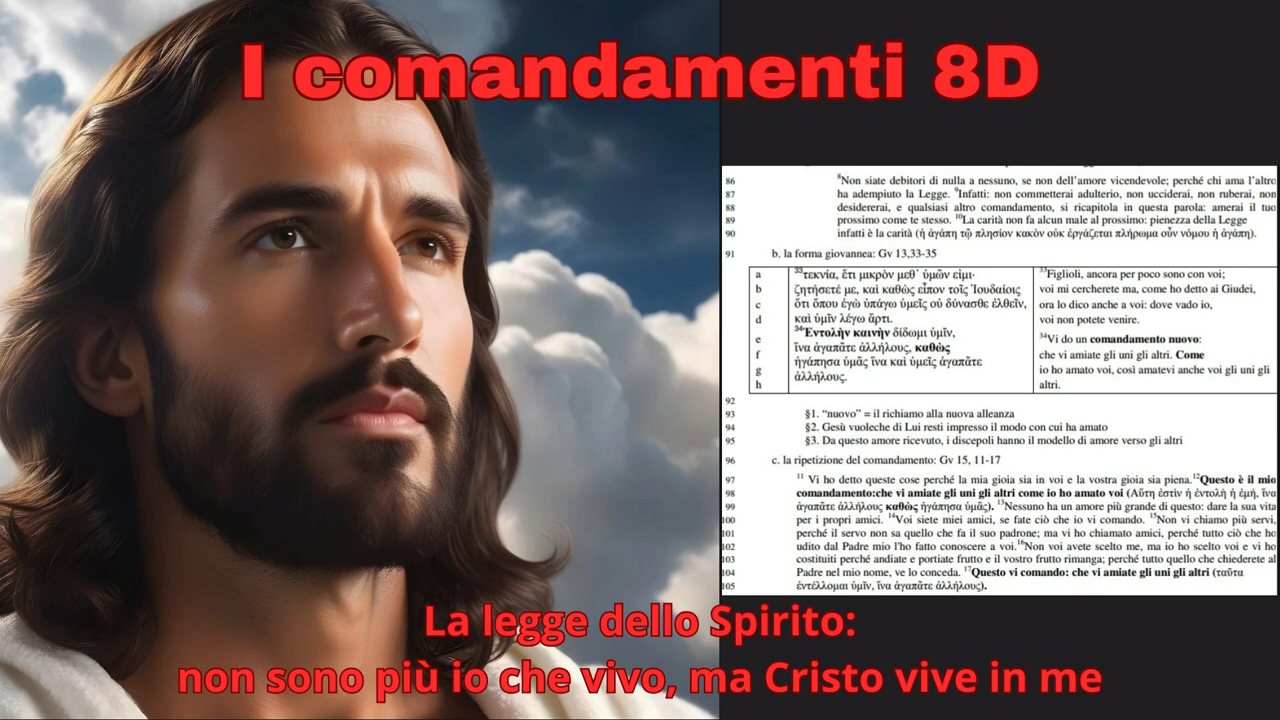 I comandamenti 8D
86 ⁸Non siate debitori di nulla a nessuno, se non dell'amore vicendevole; perché chi ama l'altro
87 ha adempiuto la Legge. ⁹Infatti: non commetterai adulterio, non ucciderai, non ruberai, non
88 desidererai, e qualsiasi altro comandamento, si ricapitola in questa parola: amerai il tuo
89 prossimo come te stesso. ¹⁰La carità non fa alcun male al prossimo: pienezza della Legge
90 infatti è la carità (ἡ ἀγάπη τῷ πλησίον κακὸν οὐκ ἐργάζεται πλήρωμα οὖν νόμου ἡ ἀγάπη).
91 b. la forma giovannea: Gv 13,33-35
a ³³τεκνία, ἔτι μικρὸν μεθ᾽ ὑμῶν εἰμι· ³³Figlioli, ancora per poco sono con voi;
b ζητήσετέ με, καὶ καθὼς εἶπον τοῖς Ἰουδαίοις voi mi cercherete ma, come ho detto ai Giudei,
c ὅτι ὅπου ἐγὼ ὑπάγω ὑμεῖς οὐ δύνασθε ἐλθεῖν, ora lo dico anche a voi: dove vado io,
d καὶ ὑμῖν λέγω ἄρτι. voi non potete venire.
e ³⁴Ἐντολὴν καινὴν δίδωμι ὑμῖν, ³⁴Vi do un comandamento nuovo:
f ἵνα ἀγαπᾶτε ἀλλήλους, καθὼς che vi amiate gli uni gli altri. Come
g ἠγάπησα ὑμᾶς ἵνα καὶ ὑμεῖς ἀγαπᾶτε io ho amato voi, così amatevi anche voi gli uni gli
h ἀλλήλους. altri.
92
93 §1. “nuovo” = il richiamo alla nuova alleanza
94 §2. Gesù vuoleche di Lui resti impresso il modo con cui ha amato
95 §3. Da questo amore ricevuto, i discepoli hanno il modello di amore verso gli altri
96 c. la ripetizione del comandamento: Gv 15, 11-17
97 ¹¹ Vi ho detto queste cose perché la mia gioia sia in voi e la vostra gioia sia piena.¹²Questo è il mio
98 comandamento:che vi amiate gli uni gli altri come io ho amato voi (Αὕτη ἐστὶν ἡ ἐντολὴ ἡ ἐμή, ἵνα
99 ἀγαπᾶτε ἀλλήλους καθὼς ἠγάπησα ὑμᾶς). ¹³Nessuno ha un amore più grande di questo: dare la sua vita
100 per i propri amici. ¹⁴Voi siete miei amici, se fate ciò che io vi comando. ¹⁵Non vi chiamo più servi,
101 perché il servo non sa quello che fa il suo padrone; ma vi ho chiamato amici, perché tutto ciò che ho
102 udito dal Padre mio l'ho fatto conoscere a voi.¹⁶Non voi avete scelto me, ma io ho scelto voi e vi ho
103 costituiti perché andiate e portiate frutto e il vostro frutto rimanga; perché tutto quello che chiederete al
104 Padre nel mio nome, ve lo conceda. ¹⁷Questo vi comando: che vi amiate gli uni gli altri (ταῦτα
105 ἐντέλλομαι ὑμῖν, ἵνα ἀγαπᾶτε ἀλλήλους).
La legge dello Spirito:
non sono più io che vivo, ma Cristo vive in me